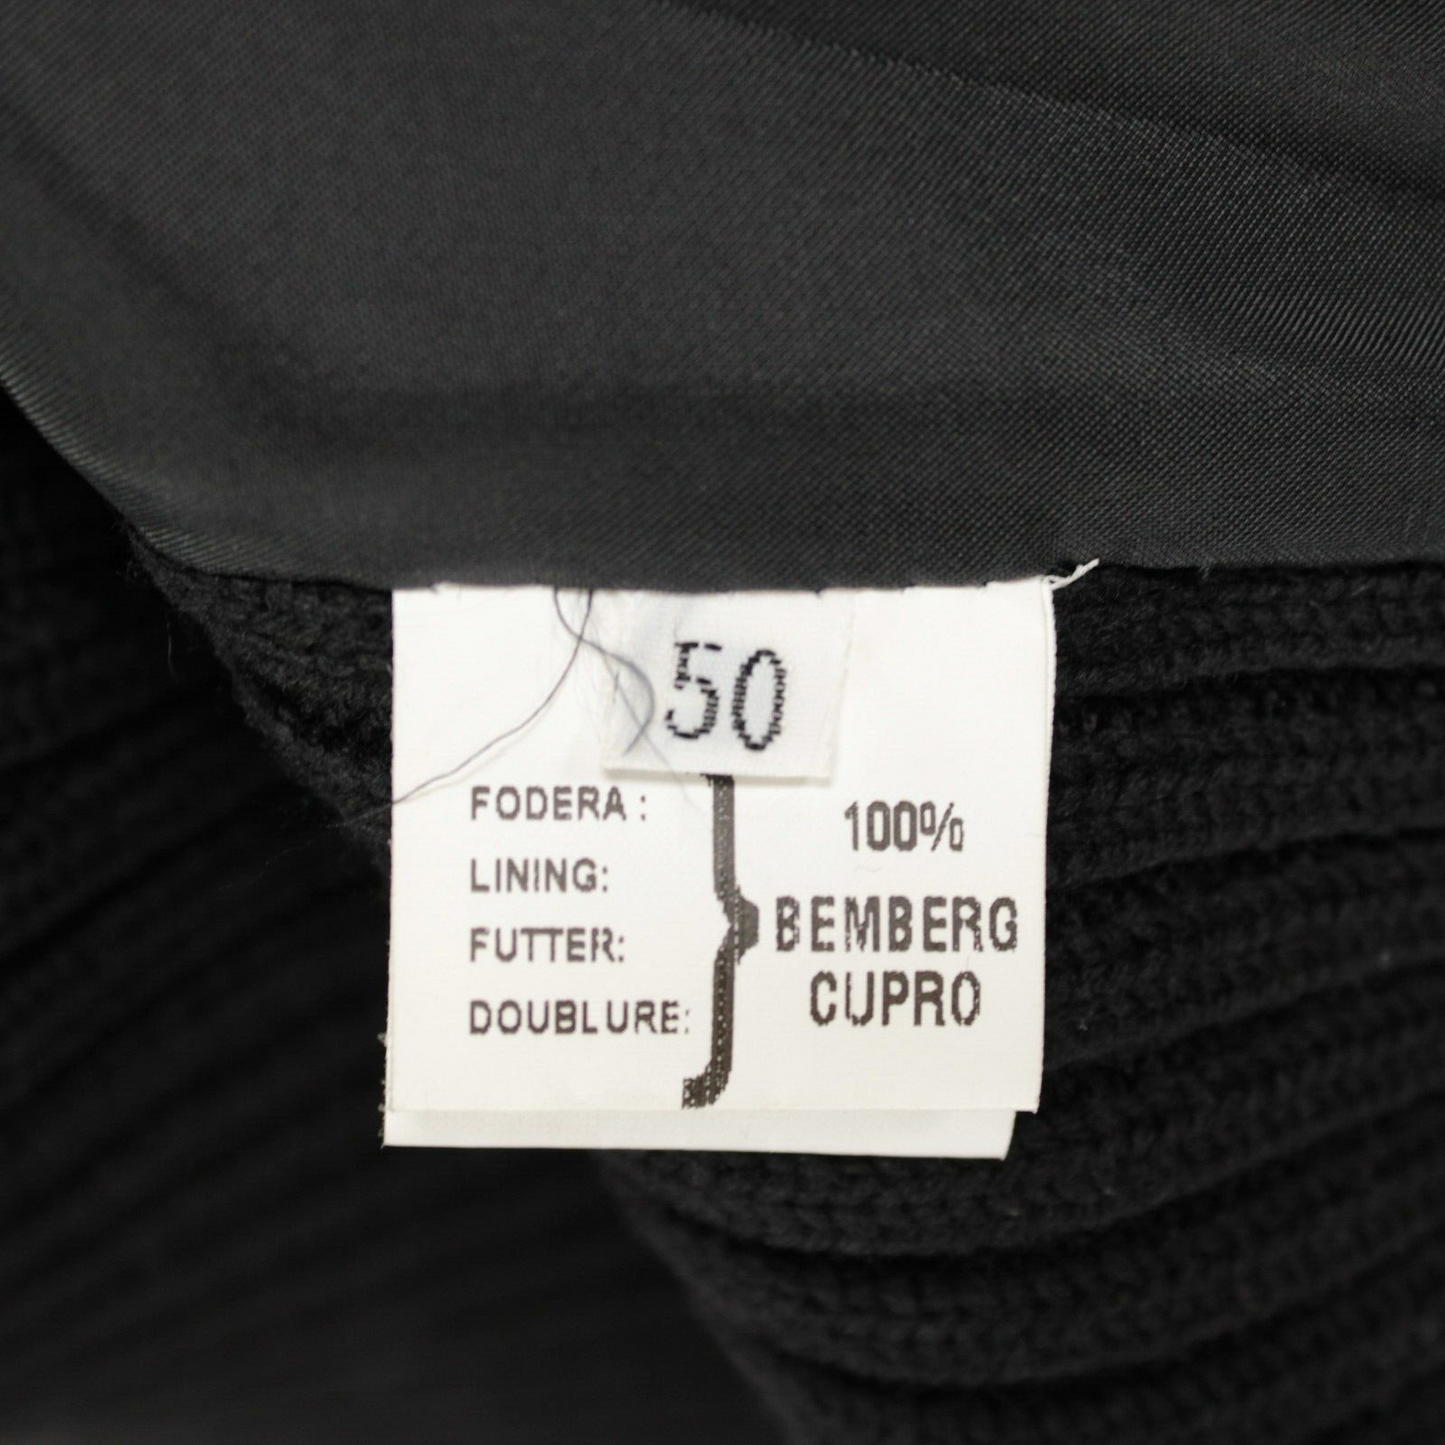 50
FODERA :
LINING:
FUTTER:
DOUBLURE:
100%
BEMBERG
CUPRO